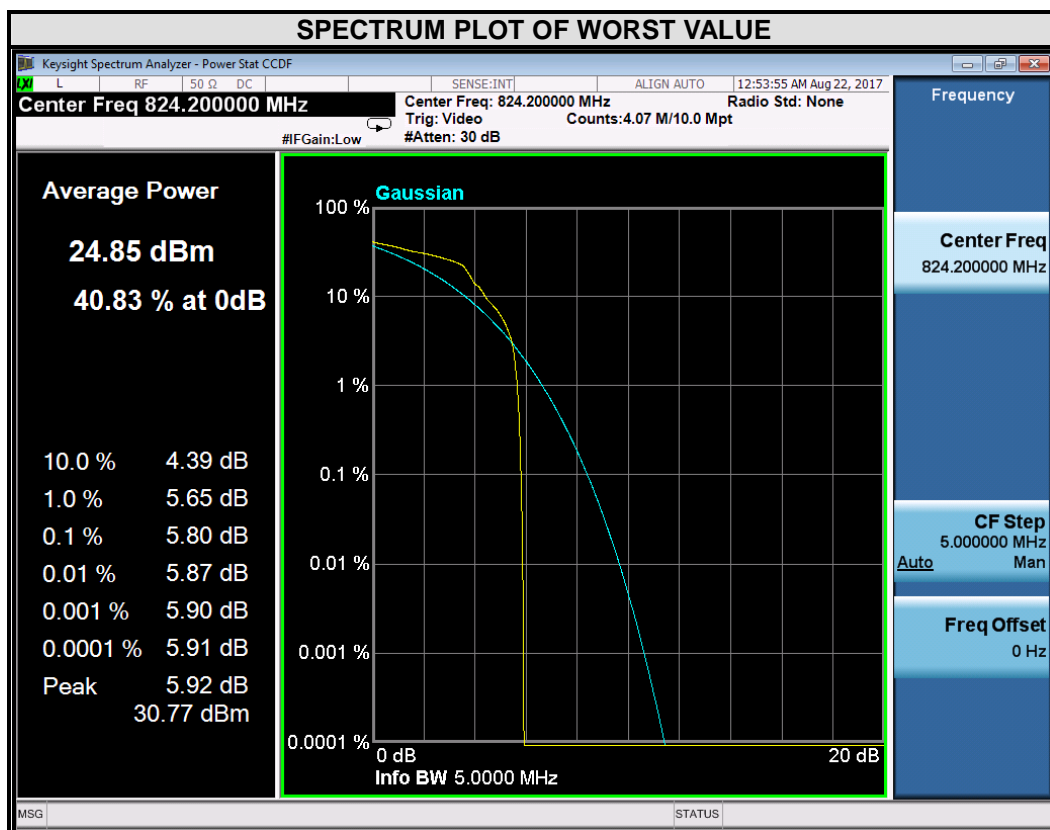 SPECTRUM PLOT OF WORST VALUE
Keysight Spectrum Analyzer - Power Stat CCDF
LXI L RF 50 Ω DC SENSE:INT ALIGN AUTO 12:53:55 AM Aug 22, 2017
Center Freq 824.200000 MHz
Center Freq: 824.200000 MHz Radio Std: None
Trig: Video Counts:4.07 M/10.0 Mpt
#IFGain:Low #Atten: 30 dB
Frequency
Average Power
24.85 dBm
40.83 % at 0dB
10.0 % 4.39 dB
1.0 % 5.65 dB
0.1 % 5.80 dB
0.01 % 5.87 dB
0.001 % 5.90 dB
0.0001 % 5.91 dB
Peak 5.92 dB
30.77 dBm
Gaussian
100 %
10 %
1 %
0.1 %
0.01 %
0.001 %
0.0001 %
0 dB 20 dB
Info BW 5.0000 MHz
Center Freq
824.200000 MHz
CF Step
5.000000 MHz
Auto Man
Freq Offset
0 Hz
MSG STATUS